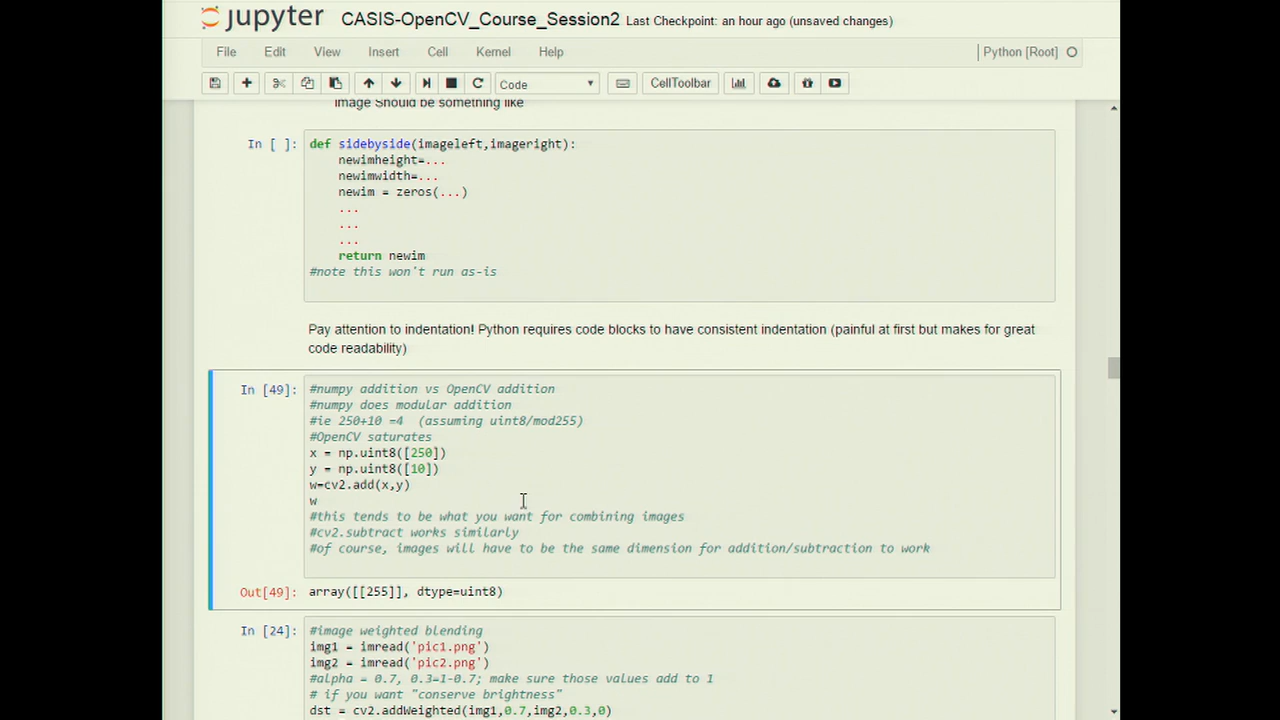 jupyter CASIS-OpenCV_Course_Session2 Last Checkpoint: an hour ago (unsaved changes)
File Edit View Insert Cell Kernel Help Python [Root]
Code CellToolbar
image Should be something like
In [ ]: def sidebyside(imageleft,imageright):
newimheight=...
newimwidth=...
newim = zeros(...)
...
...
...
return newim
#note this won't run as-is
Pay attention to indentation! Python requires code blocks to have consistent indentation (painful at first but makes for great
code readability)
In [49]: #numpy addition vs OpenCV addition
#numpy does modular addition
#ie 250+10 =4  (assuming uint8/mod255)
#OpenCV saturates
x = np.uint8([250])
y = np.uint8([10])
w=cv2.add(x,y)
w
#this tends to be what you want for combining images
#cv2.subtract works similarly
#of course, images will have to be the same dimension for addition/subtraction to work
Out[49]: array([[255]], dtype=uint8)
In [24]: #image weighted blending
img1 = imread('pic1.png')
img2 = imread('pic2.png')
#alpha = 0.7, 0.3=1-0.7; make sure those values add to 1
# if you want "conserve brightness"
dst = cv2.addWeighted(img1,0.7,img2,0.3,0)